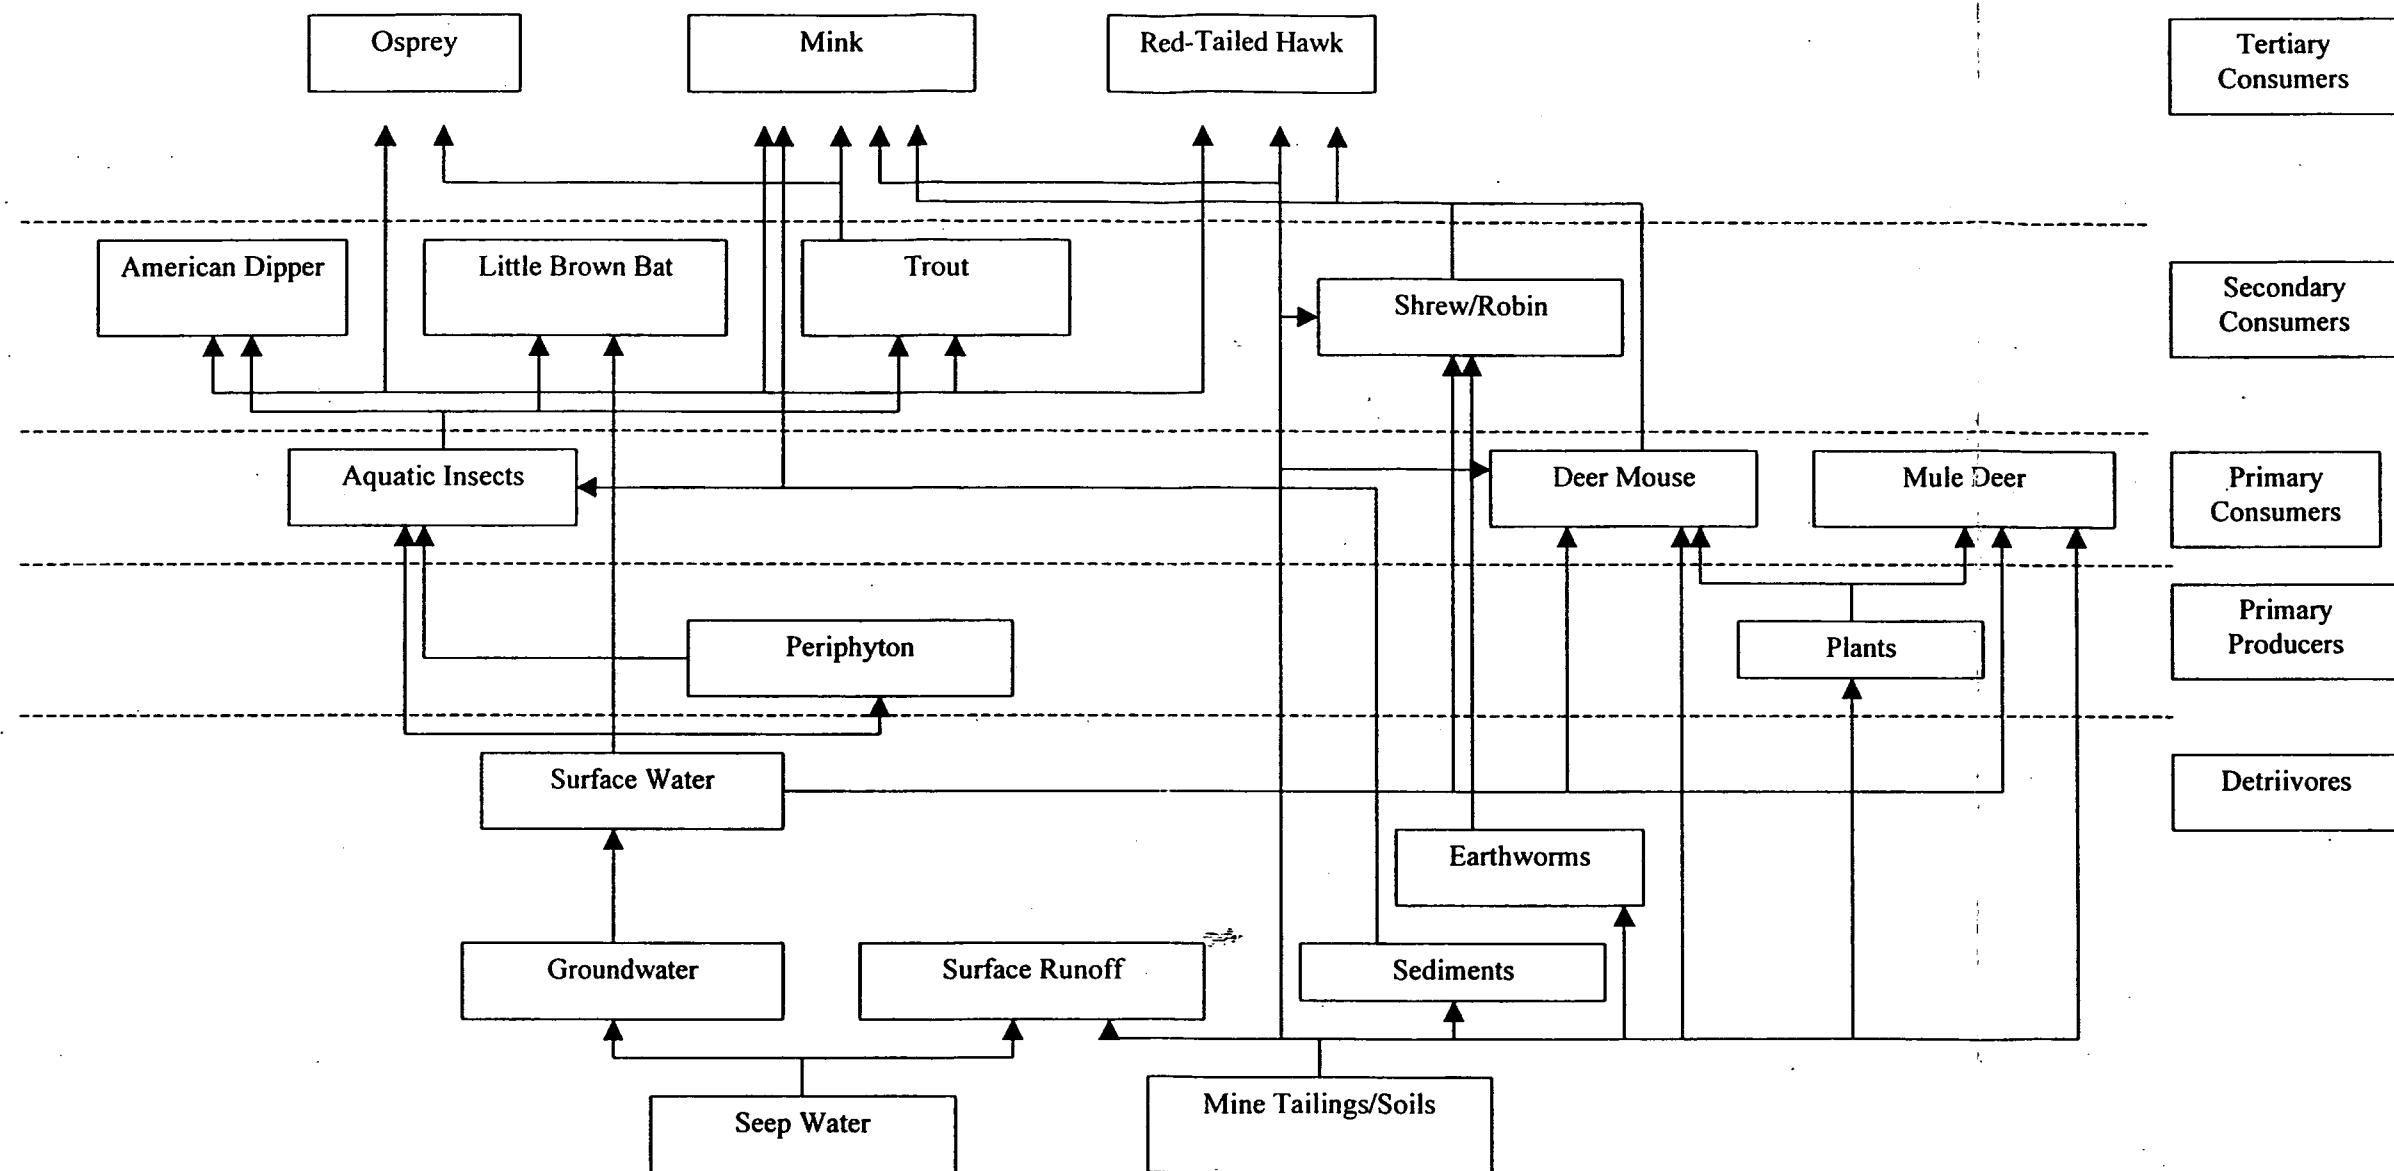 Osprey
Mink
Red-Tailed Hawk
Tertiary
Consumers
American Dipper
Little Brown Bat
Trout
Shrew/Robin
Secondary
Consumers
Aquatic Insects
Deer Mouse
Mule Deer
Primary
Consumers
Periphyton
Plants
Primary
Producers
Surface Water
Detriivores
Earthworms
Groundwater
Surface Runoff
Sediments
Seep Water
Mine Tailings/Soils